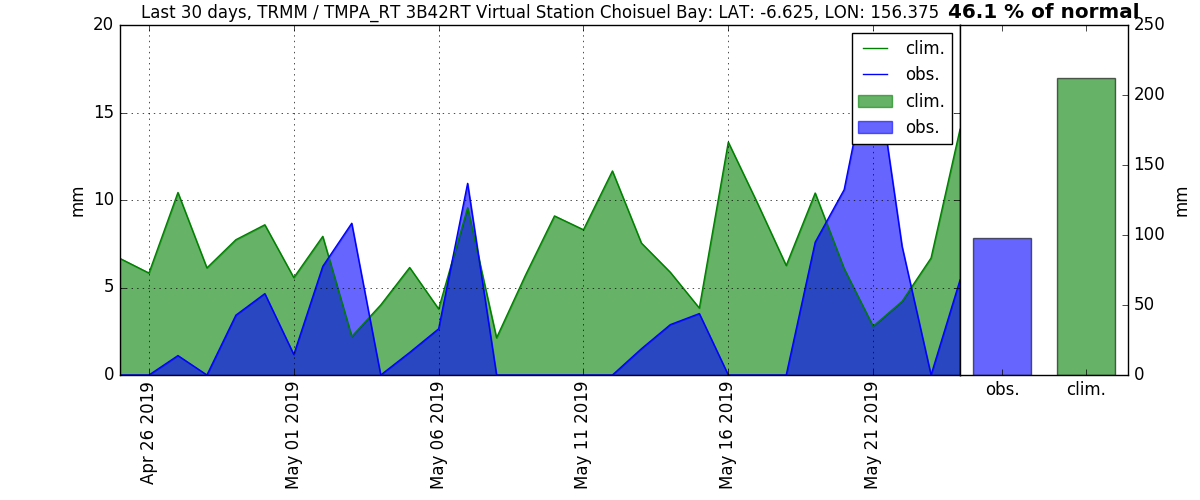 Last 30 days, TRMM / TMPA_RT 3B42RT Virtual Station Choisuel Bay: LAT: -6.625, LON: 156.375
46.1 % of normal
20
15
10
5
0
mm
clim.
obs.
clim.
obs.
Apr 26 2019
May 01 2019
May 06 2019
May 11 2019
May 16 2019
May 21 2019
250
200
150
100
50
0
mm
obs.
clim.